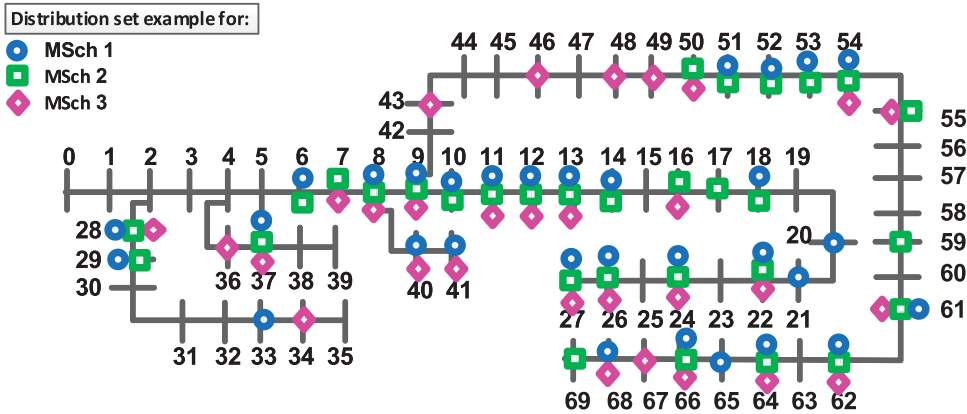 Distribution set example for:
MSch 1
MSch 2
MSch 3
44 45 46 47 48 49 50 51 52 53 54
43
42
55
56
57
58
59
60
61
0 1 2 3 4 5 6 7 8 9 10 11 12 13 14 15 16 17 18 19
20
28
29
30
36 37 38 39
40 41
27 26 25 24 23 22 21
31 32 33 34 35
69 68 67 66 65 64 63 62